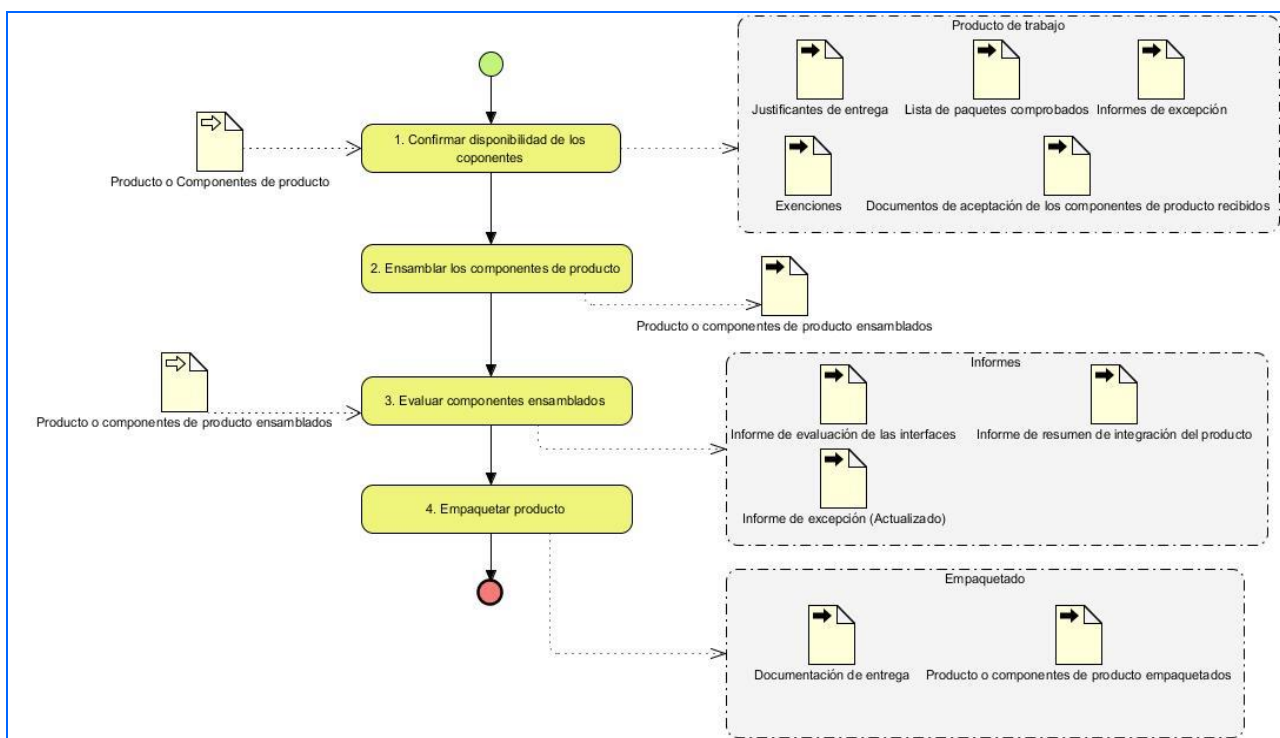 Producto de trabajo
Justificantes de entrega
Lista de paquetes comprobados
Informes de excepción
Exenciones
Documentos de aceptación de los componentes de producto recibidos
Producto o Componentes de producto
1. Confirmar disponibilidad de los
coponentes
2. Ensamblar los componentes de producto
Producto o componentes de producto ensamblados
Producto o componentes de producto ensamblados
3. Evaluar componentes ensamblados
Informes
Informe de evaluación de las interfaces
Informe de resumen de integración del producto
Informe de excepción (Actualizado)
4. Empaquetar producto
Empaquetado
Documentación de entrega
Producto o componentes de producto empaquetados